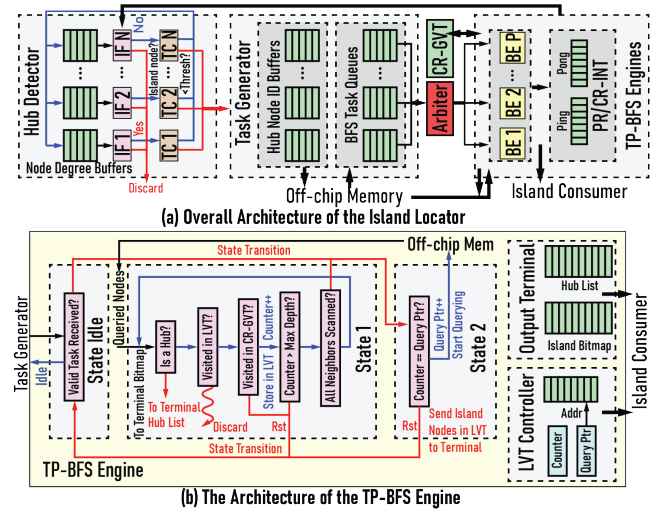 Hub Detector
Node Degree Buffers
IF N
IF 2
IF 1
No
Yes
Discard
Island node?
TC N
TC 2
TC 1
<Thresh?
Task Generator
Hub Node ID Buffers
BFS Task Queues
Off-chip Memory
Arbiter
CR-GVT
BE P
BE 2
BE 1
Pong
Ping
PR/CR-INT
TP-BFS Engines
Island Consumer
(a) Overall Architecture of the Island Locator
Task Generator
Idle
Valid Task Received?
State Idle
State Transition
Queried Nodes
To Terminal Bitmap
Is a Hub?
To Terminal
Hub List
Visited in LVT?
Discard
Visited in CR-GVT?
Store in LVT
Counter++
Counter > Max Depth?
Rst
All Neighbors Scanned?
State 1
State Transition
Off-chip Mem
Counter == Query Ptr?
Query Ptr++
Start Querying
State 2
Rst
Send Island
Nodes in LVT
to Terminal
TP-BFS Engine
Output Terminal
Hub List
Island Bitmap
LVT Controller
Addr
Counter
Query Ptr
Island Consumer
(b) The Architecture of the TP-BFS Engine